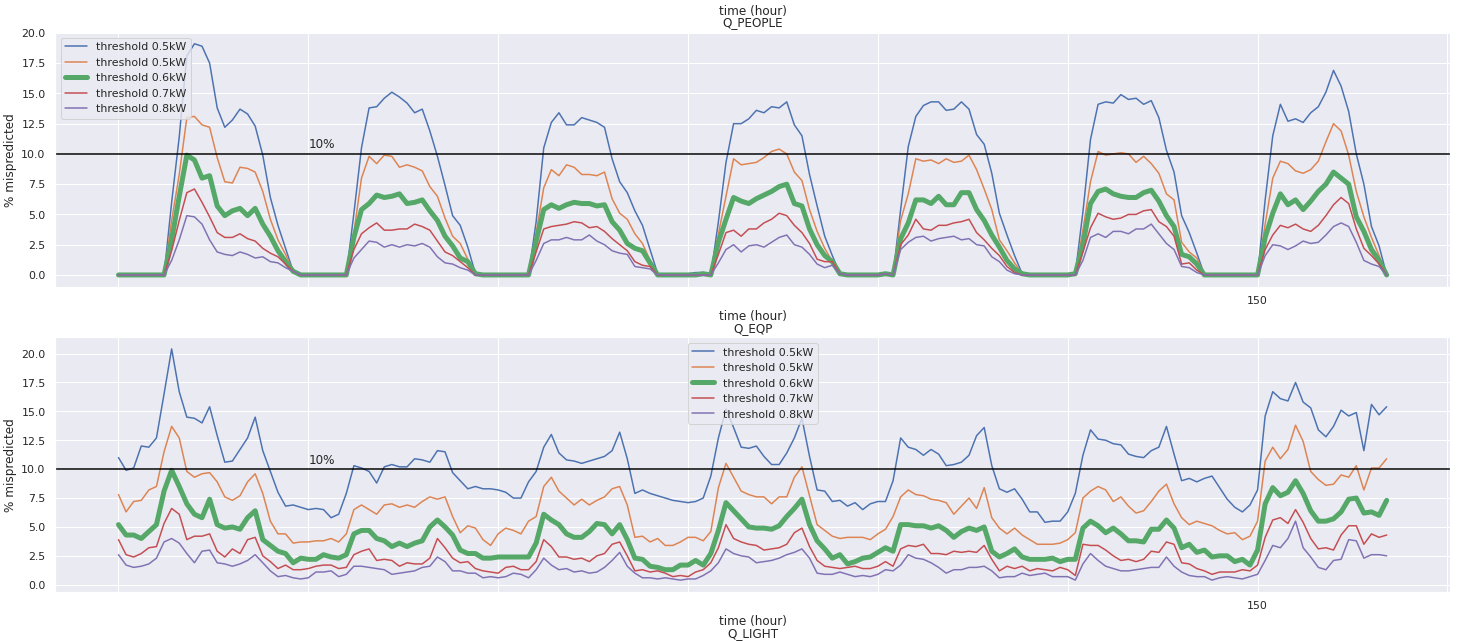 time (hour)
Q_PEOPLE
20.0
17.5
15.0
12.5
10.0
7.5
5.0
2.5
0.0
% mispredicted
threshold 0.5kW
threshold 0.5kW
threshold 0.6kW
threshold 0.7kW
threshold 0.8kW
10%
150
time (hour)
Q_EQP
20.0
17.5
15.0
12.5
10.0
7.5
5.0
2.5
0.0
% mispredicted
threshold 0.5kW
threshold 0.5kW
threshold 0.6kW
threshold 0.7kW
threshold 0.8kW
10%
150
time (hour)
Q_LIGHT